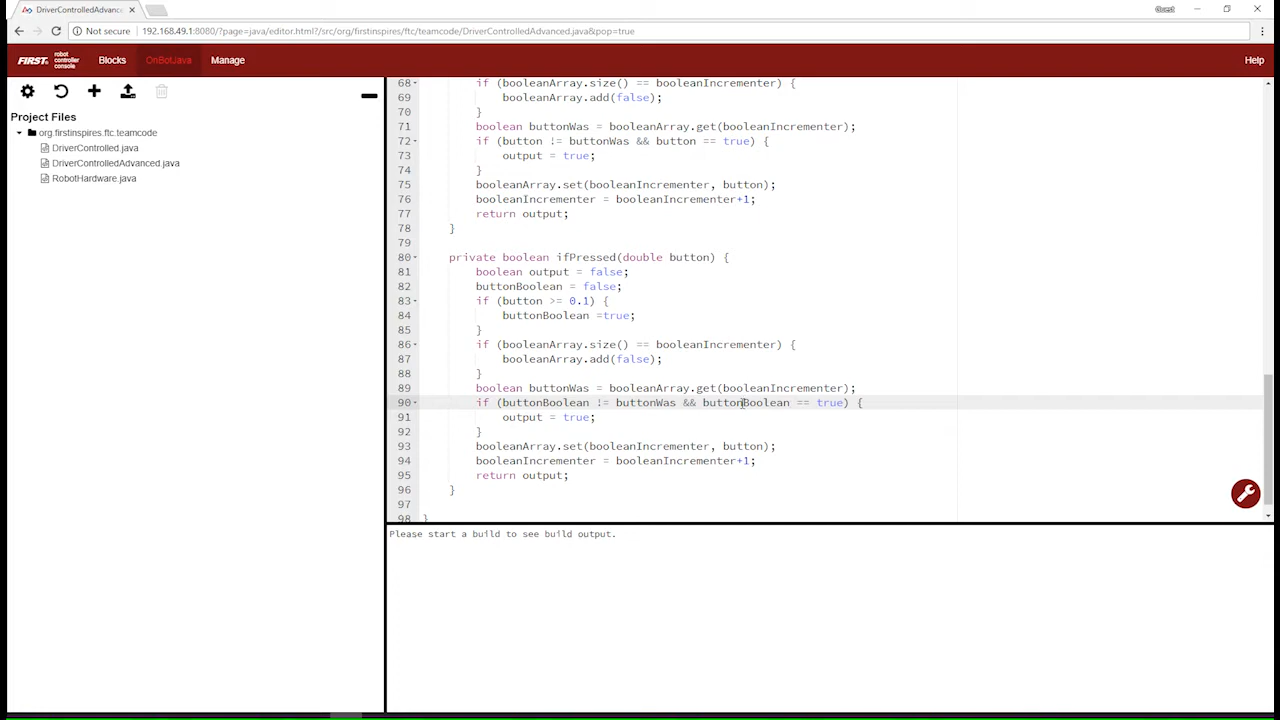 DriverControlledAdvanc
Guest
Not secure
192.168.49.1:8080/?page=java/editor.html?/src/org/firstinspires/ftc/teamcode/DriverControlledAdvanced.java&pop=true
FIRST robot controller console
Blocks
OnBotJava
Manage
Help
Project Files
org.firstinspires.ftc.teamcode
DriverControlled.java
DriverControlledAdvanced.java
RobotHardware.java
68 if (booleanArray.size() == booleanIncrementer) {
69 booleanArray.add(false);
70 }
71 boolean buttonWas = booleanArray.get(booleanIncrementer);
72 if (button != buttonWas && button == true) {
73 output = true;
74 }
75 booleanArray.set(booleanIncrementer, button);
76 booleanIncrementer = booleanIncrementer+1;
77 return output;
78 }
79
80 private boolean ifPressed(double button) {
81 boolean output = false;
82 buttonBoolean = false;
83 if (button >= 0.1) {
84 buttonBoolean =true;
85 }
86 if (booleanArray.size() == booleanIncrementer) {
87 booleanArray.add(false);
88 }
89 boolean buttonWas = booleanArray.get(booleanIncrementer);
90 if (buttonBoolean != buttonWas && buttonBoolean == true) {
91 output = true;
92 }
93 booleanArray.set(booleanIncrementer, button);
94 booleanIncrementer = booleanIncrementer+1;
95 return output;
96 }
97
98 }
Please start a build to see build output.